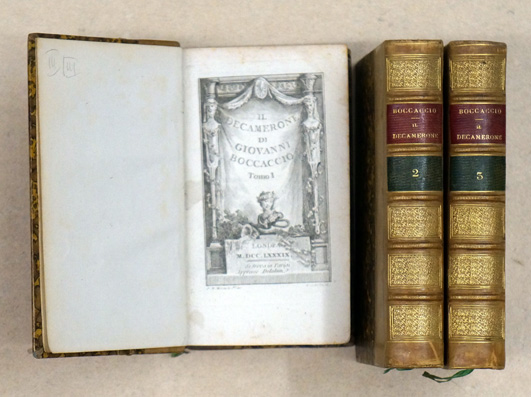 IL
DECAMERONE
DI
GIOVANNI
BOCCACCIO
Tomo I
LONDRA
M. DCC. LXXXIX
BOCCACCIO
IL
DECAMERONE
2
BOCCACCIO
IL
DECAMERONE
3